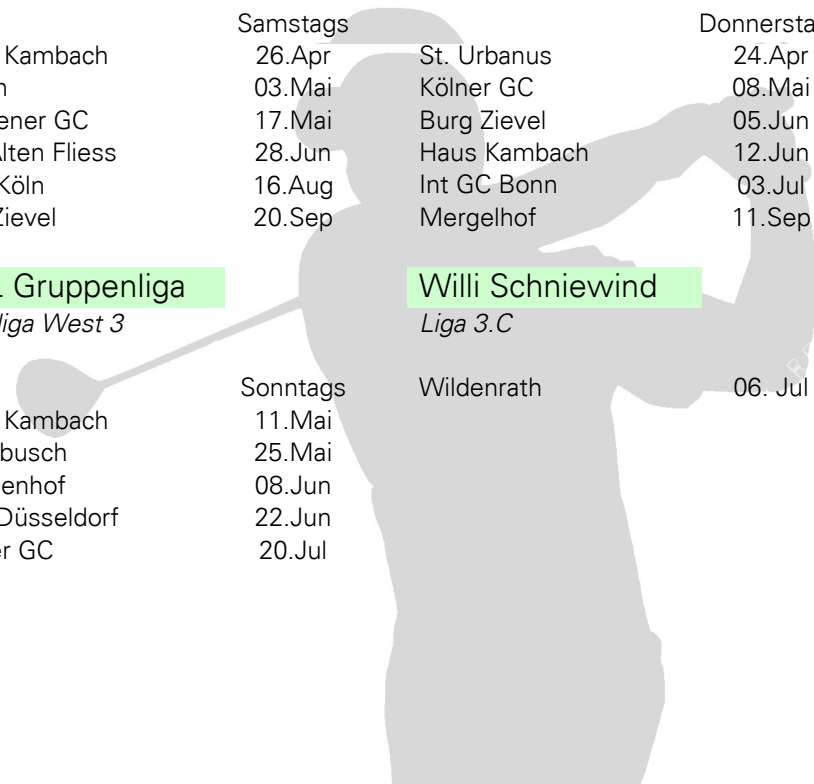 Samstags
Kambach 26.Apr
n 03.Mai
ener GC 17.Mai
Alten Fliess 28.Jun
Köln 16.Aug
Zievel 20.Sep
. Gruppenliga
liga West 3
Sonntags
Kambach 11.Mai
busch 25.Mai
enhof 08.Jun
Düsseldorf 22.Jun
er GC 20.Jul
Donnersta
St. Urbanus 24.Apr
Kölner GC 08.Mai
Burg Zievel 05.Jun
Haus Kambach 12.Jun
Int GC Bonn 03.Jul
Mergelhof 11.Sep
Willi Schniewind
Liga 3.C
Wildenrath 06. Jul